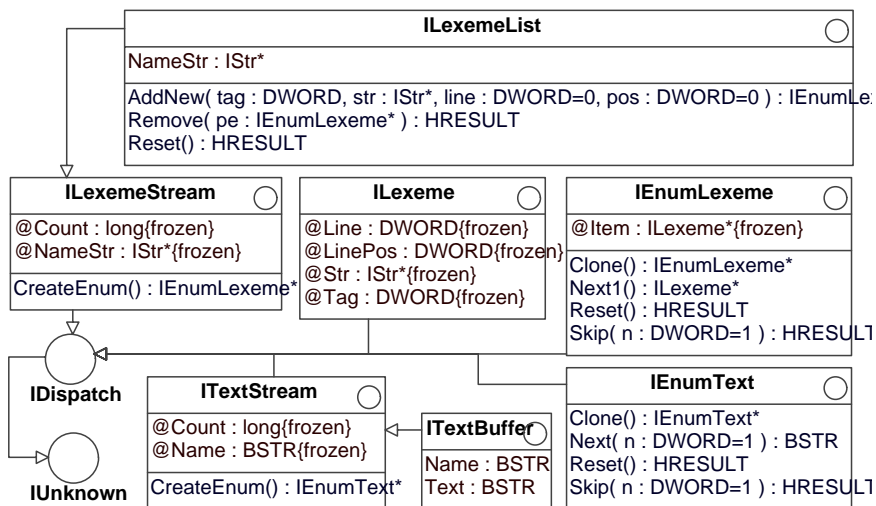 ILexemeList
NameStr : IStr*
AddNew( tag : DWORD, str : IStr*, line : DWORD=0, pos : DWORD=0 ) : IEnumLex
Remove( pe : IEnumLexeme* ) : HRESULT
Reset() : HRESULT
ILexemeStream
@Count : long{frozen}
@NameStr : IStr*{frozen}
CreateEnum() : IEnumLexeme*
ILexeme
@Line : DWORD{frozen}
@LinePos : DWORD{frozen}
@Str : IStr*{frozen}
@Tag : DWORD{frozen}
IEnumLexeme
@Item : ILexeme*{frozen}
Clone() : IEnumLexeme*
Next1() : ILexeme*
Reset() : HRESULT
Skip( n : DWORD=1 ) : HRESULT
IDispatch
IUnknown
ITextStream
@Count : long{frozen}
@Name : BSTR{frozen}
CreateEnum() : IEnumText*
ITextBuffer
Name : BSTR
Text : BSTR
IEnumText
Clone() : IEnumText*
Next( n : DWORD=1 ) : BSTR
Reset() : HRESULT
Skip( n : DWORD=1 ) : HRESULT